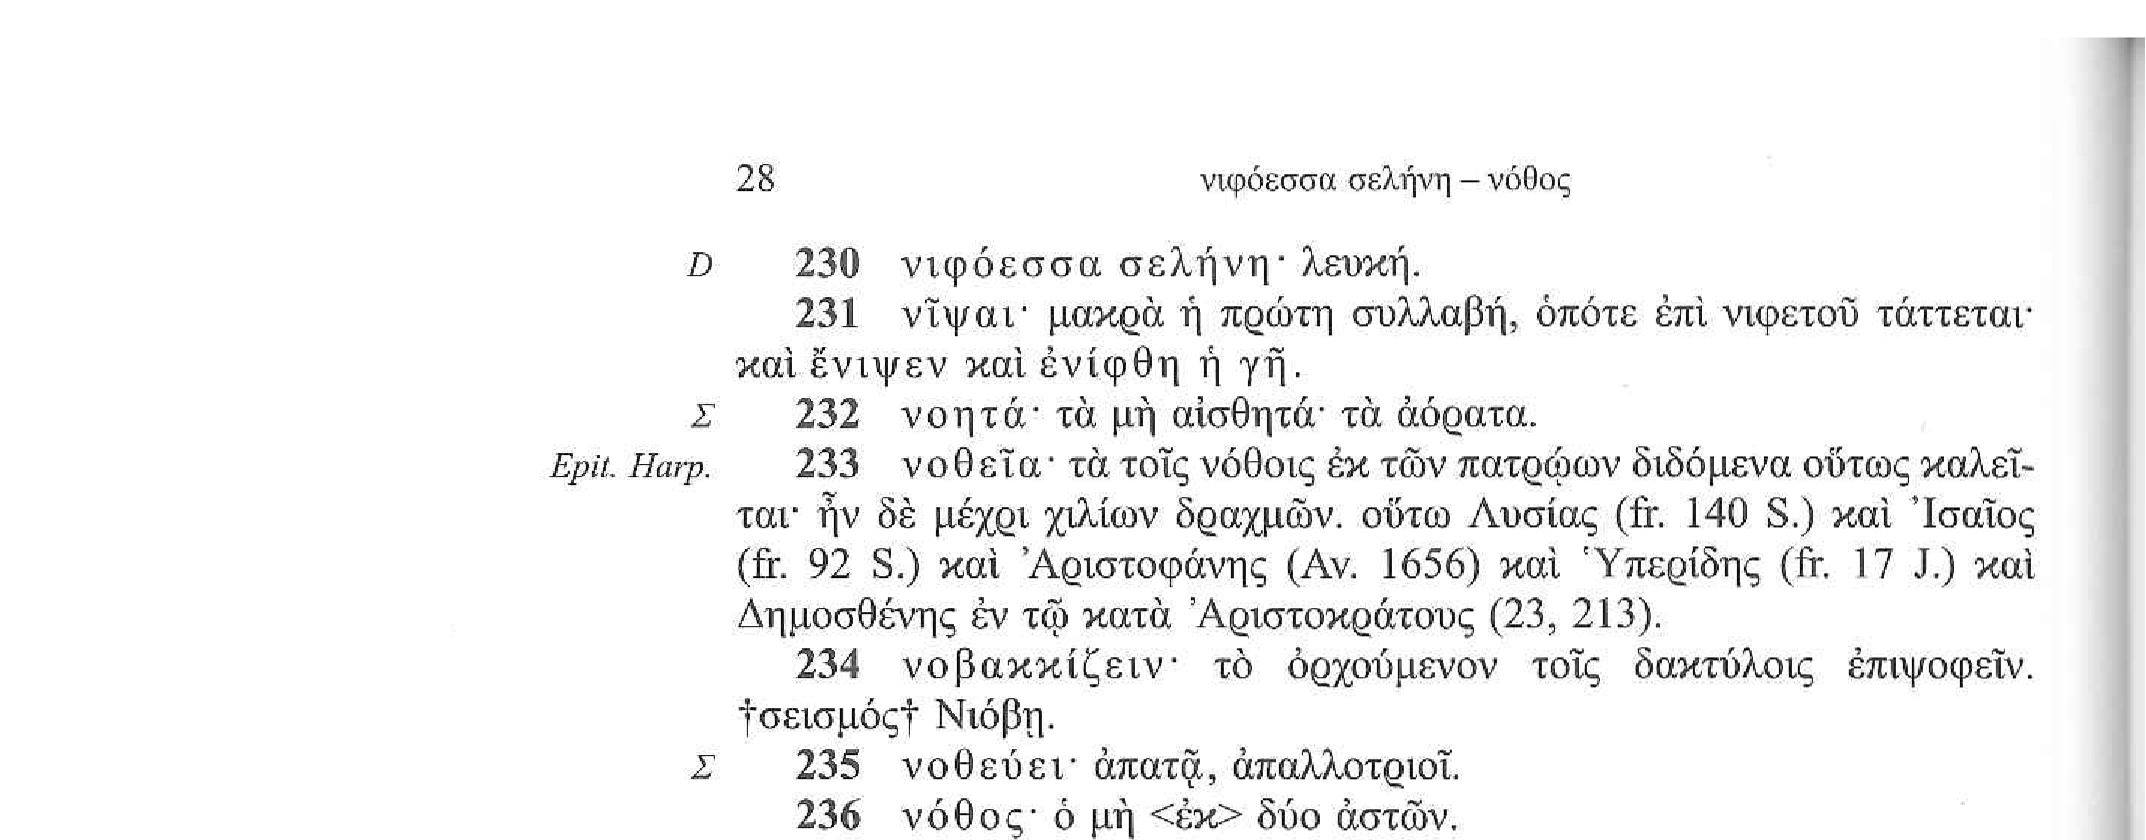 28 νιφόεσσα σελήνη – νόθος
D 230 νιφόεσσα σελήνη· λευκή.
231 νῖψαι· μακρὰ ἡ πρώτη συλλαβή, ὁπότε ἐπὶ νιφετοῦ τάττεται·
καὶ ἔνιψεν καὶ ἐνίφθη ἡ γῆ.
Σ 232 νοητά· τὰ μὴ αἰσθητά· τὰ ἀόρατα.
Epit. Harp. 233 νοθεῖα· τὰ τοῖς νόθοις ἐκ τῶν πατρῴων διδόμενα οὕτως καλεῖ-
ται· ἦν δὲ μέχρι χιλίων δραχμῶν. οὕτω Λυσίας (fr. 140 S.) καὶ Ἰσαῖος
(fr. 92 S.) καὶ Ἀριστοφάνης (Av. 1656) καὶ Ὑπερίδης (fr. 17 J.) καὶ
Δημοσθένης ἐν τῷ κατὰ Ἀριστοκράτους (23, 213).
234 νοβακκίζειν· τὸ ὀρχούμενον τοῖς δακτύλοις ἐπιψοφεῖν.
†σεισμός† Νιόβῃ.
Σ 235 νοθεύει· ἀπατᾷ, ἀπαλλοτριοῖ.
236 νόθος· ὁ μὴ <ἐκ> δύο ἀστῶν.